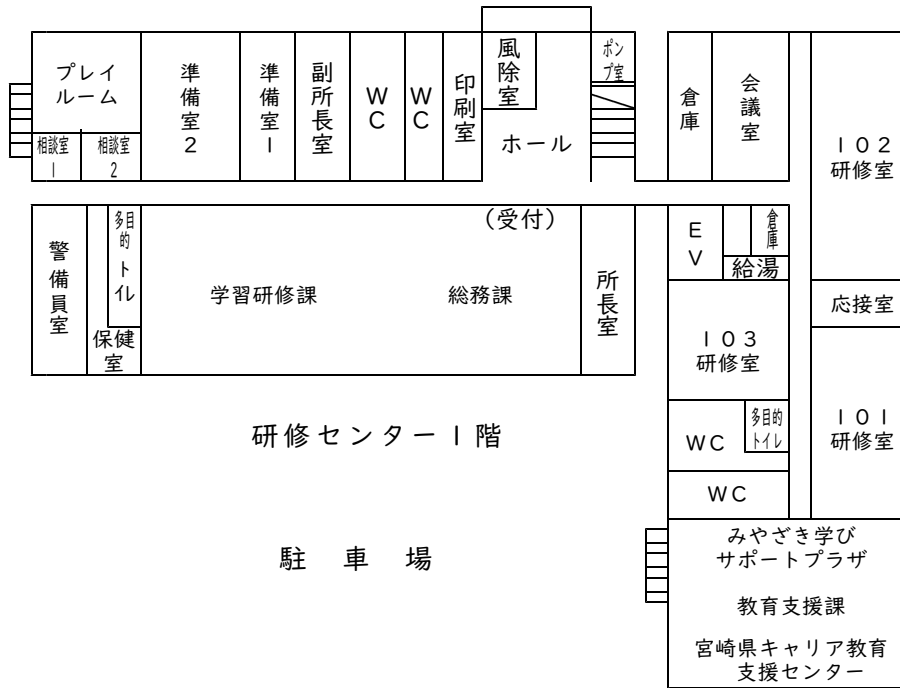 プレイ
ルーム
相談室
1
相談室
2
準備室2
準備室1
副所長室
WC
WC
印刷室
風除室
ホール
ポンプ室
倉庫
会議室
102
研修室
警備員室
多目的トイレ
保健室
学習研修課
総務課
(受付)
所長室
EV
倉庫
給湯
応接室
103
研修室
WC
多目的
トイレ
101
研修室
WC
研修センター1階
駐車場
みやざき学び
サポートプラザ
教育支援課
宮崎県キャリア教育
支援センター